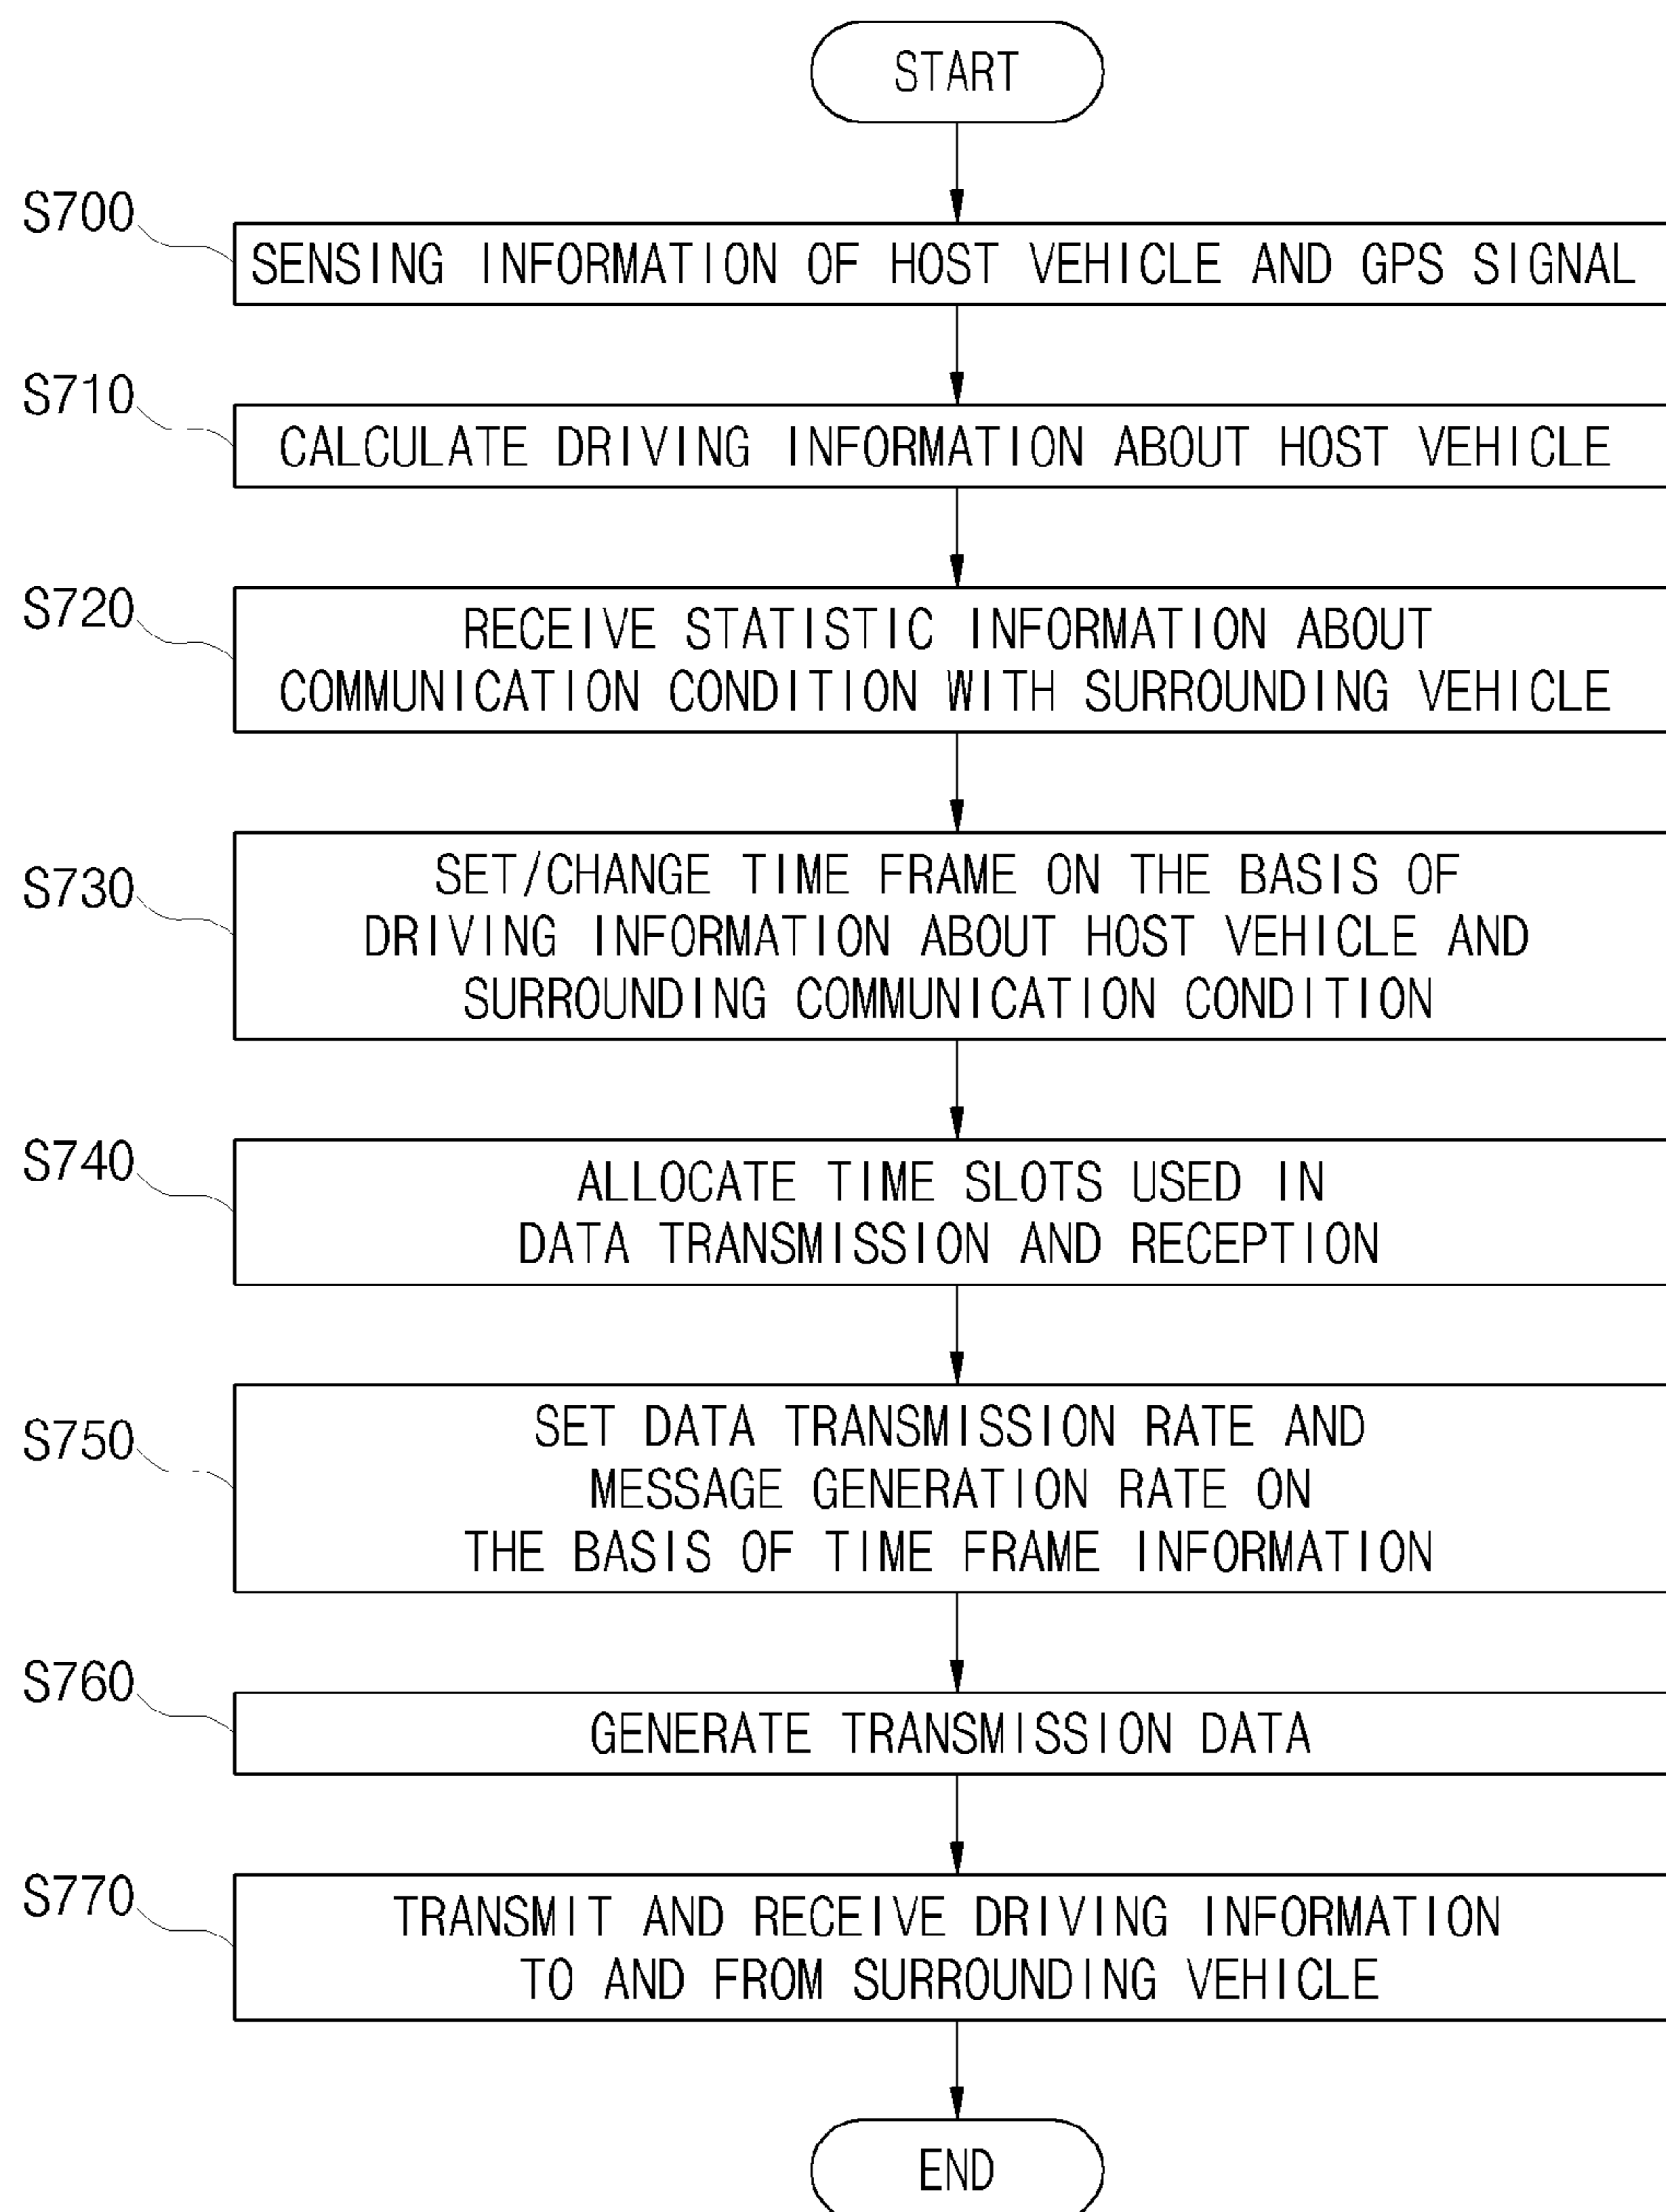 START
S700
SENSING INFORMATION OF HOST VEHICLE AND GPS SIGNAL
S710
CALCULATE DRIVING INFORMATION ABOUT HOST VEHICLE
S720
RECEIVE STATISTIC INFORMATION ABOUT
COMMUNICATION CONDITION WITH SURROUNDING VEHICLE
S730
SET/CHANGE TIME FRAME ON THE BASIS OF
DRIVING INFORMATION ABOUT HOST VEHICLE AND
SURROUNDING COMMUNICATION CONDITION
S740
ALLOCATE TIME SLOTS USED IN
DATA TRANSMISSION AND RECEPTION
S750
SET DATA TRANSMISSION RATE AND
MESSAGE GENERATION RATE ON
THE BASIS OF TIME FRAME INFORMATION
S760
GENERATE TRANSMISSION DATA
S770
TRANSMIT AND RECEIVE DRIVING INFORMATION
TO AND FROM SURROUNDING VEHICLE
END